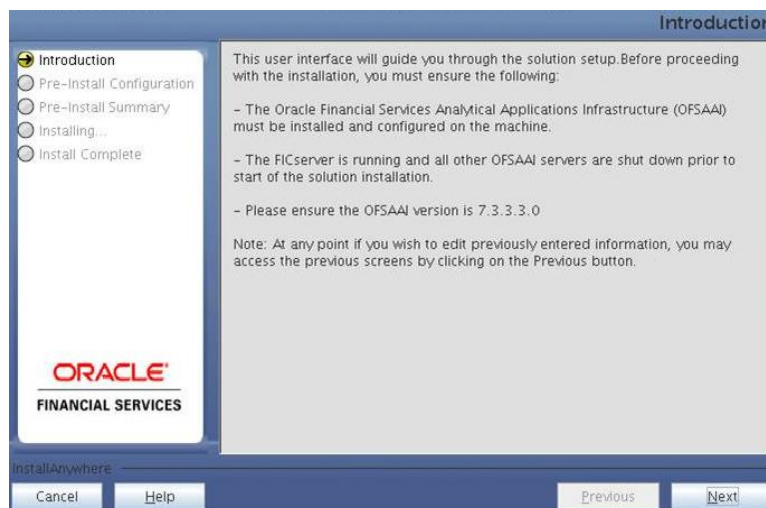 Introduction
Introduction
Pre-Install Configuration
Pre-Install Summary
Installing...
Install Complete
This user interface will guide you through the solution setup.Before proceeding
with the installation, you must ensure the following:
- The Oracle Financial Services Analytical Applications Infrastructure (OFSAAI)
must be installed and configured on the machine.
- The FICserver is running and all other OFSAAI servers are shut down prior to
start of the solution installation.
- Please ensure the OFSAAI version is 7.3.3.3.0
Note: At any point if you wish to edit previously entered information, you may
access the previous screens by clicking on the Previous button.
ORACLE
FINANCIAL SERVICES
InstallAnywhere
Cancel
Help
Previous
Next